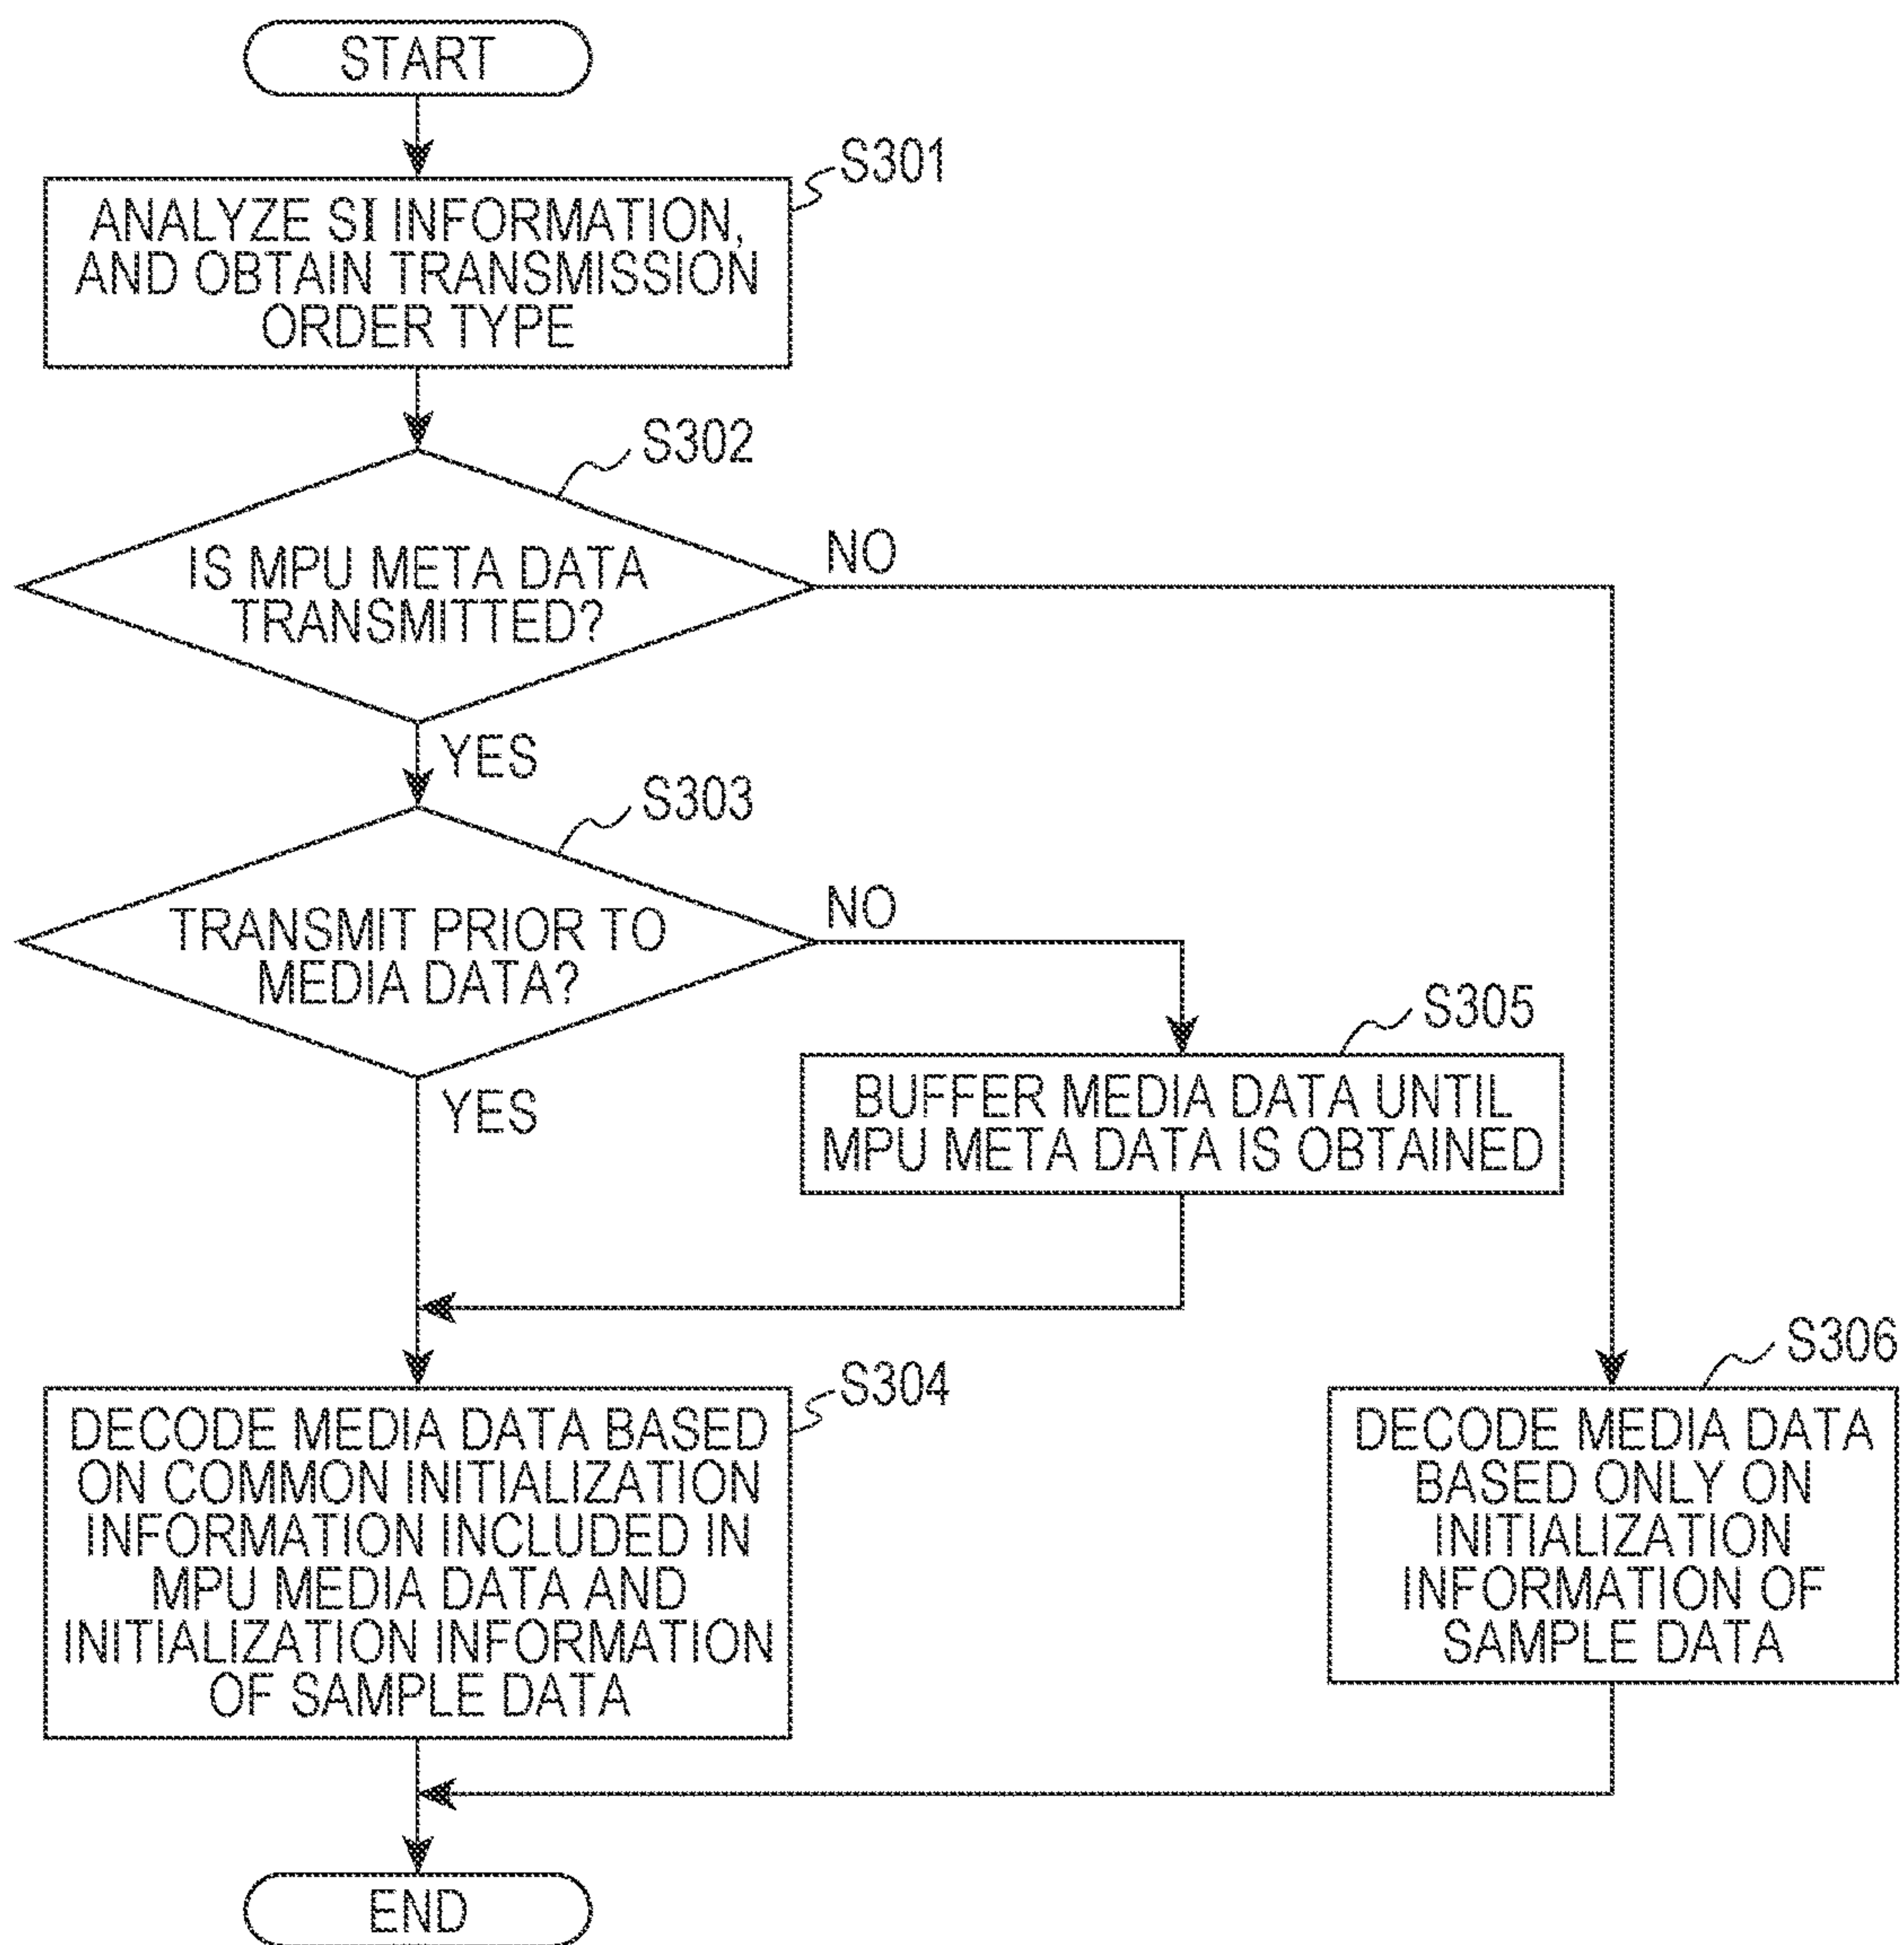 START
S301
ANALYZE SI INFORMATION,
AND OBTAIN TRANSMISSION
ORDER TYPE
S302
IS MPU META DATA
TRANSMITTED?
NO
YES
S303
TRANSMIT PRIOR TO
MEDIA DATA?
NO
YES
S305
BUFFER MEDIA DATA UNTIL
MPU META DATA IS OBTAINED
S304
DECODE MEDIA DATA BASED
ON COMMON INITIALIZATION
INFORMATION INCLUDED IN
MPU MEDIA DATA AND
INITIALIZATION INFORMATION
OF SAMPLE DATA
S306
DECODE MEDIA DATA
BASED ONLY ON
INITIALIZATION
INFORMATION OF
SAMPLE DATA
END